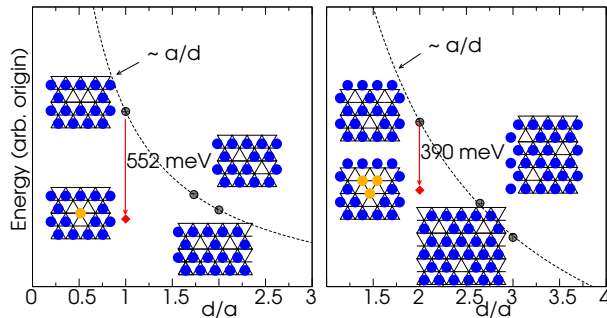 Energy (arb. origin)
~ a/d
552 meV
0 0.5 1 1.5 2 2.5 3
d/a
~ a/d
390 meV
1.5 2 2.5 3 3.5 4
d/a